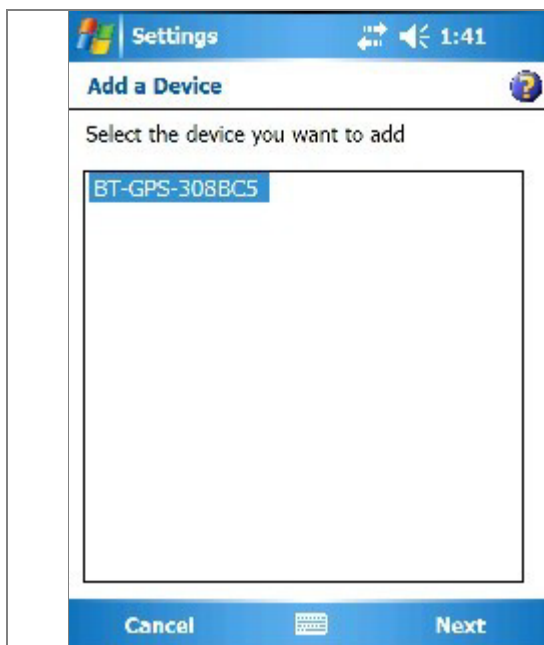 Settings 1:41
Add a Device
Select the device you want to add
BT-GPS-308BC5
Cancel Next